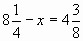 8 1/4 − x = 4 3/8